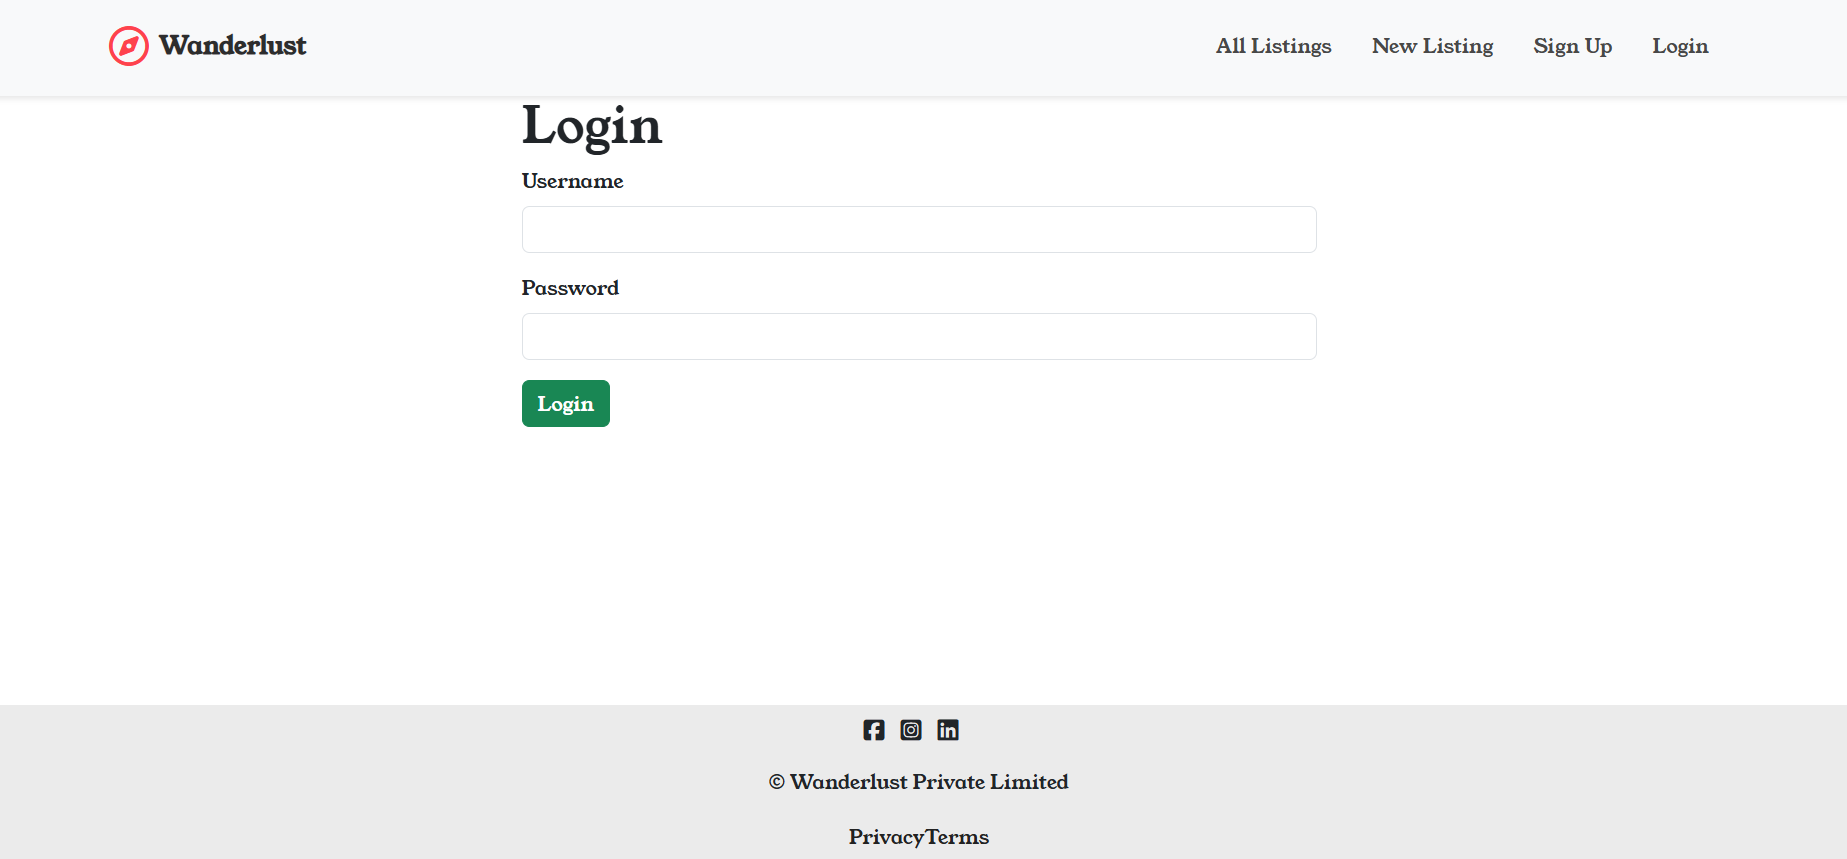 Wanderlust All Listings New Listing Sign Up Login
Login
Username
Password
Login
© Wanderlust Private Limited
PrivacyTerms